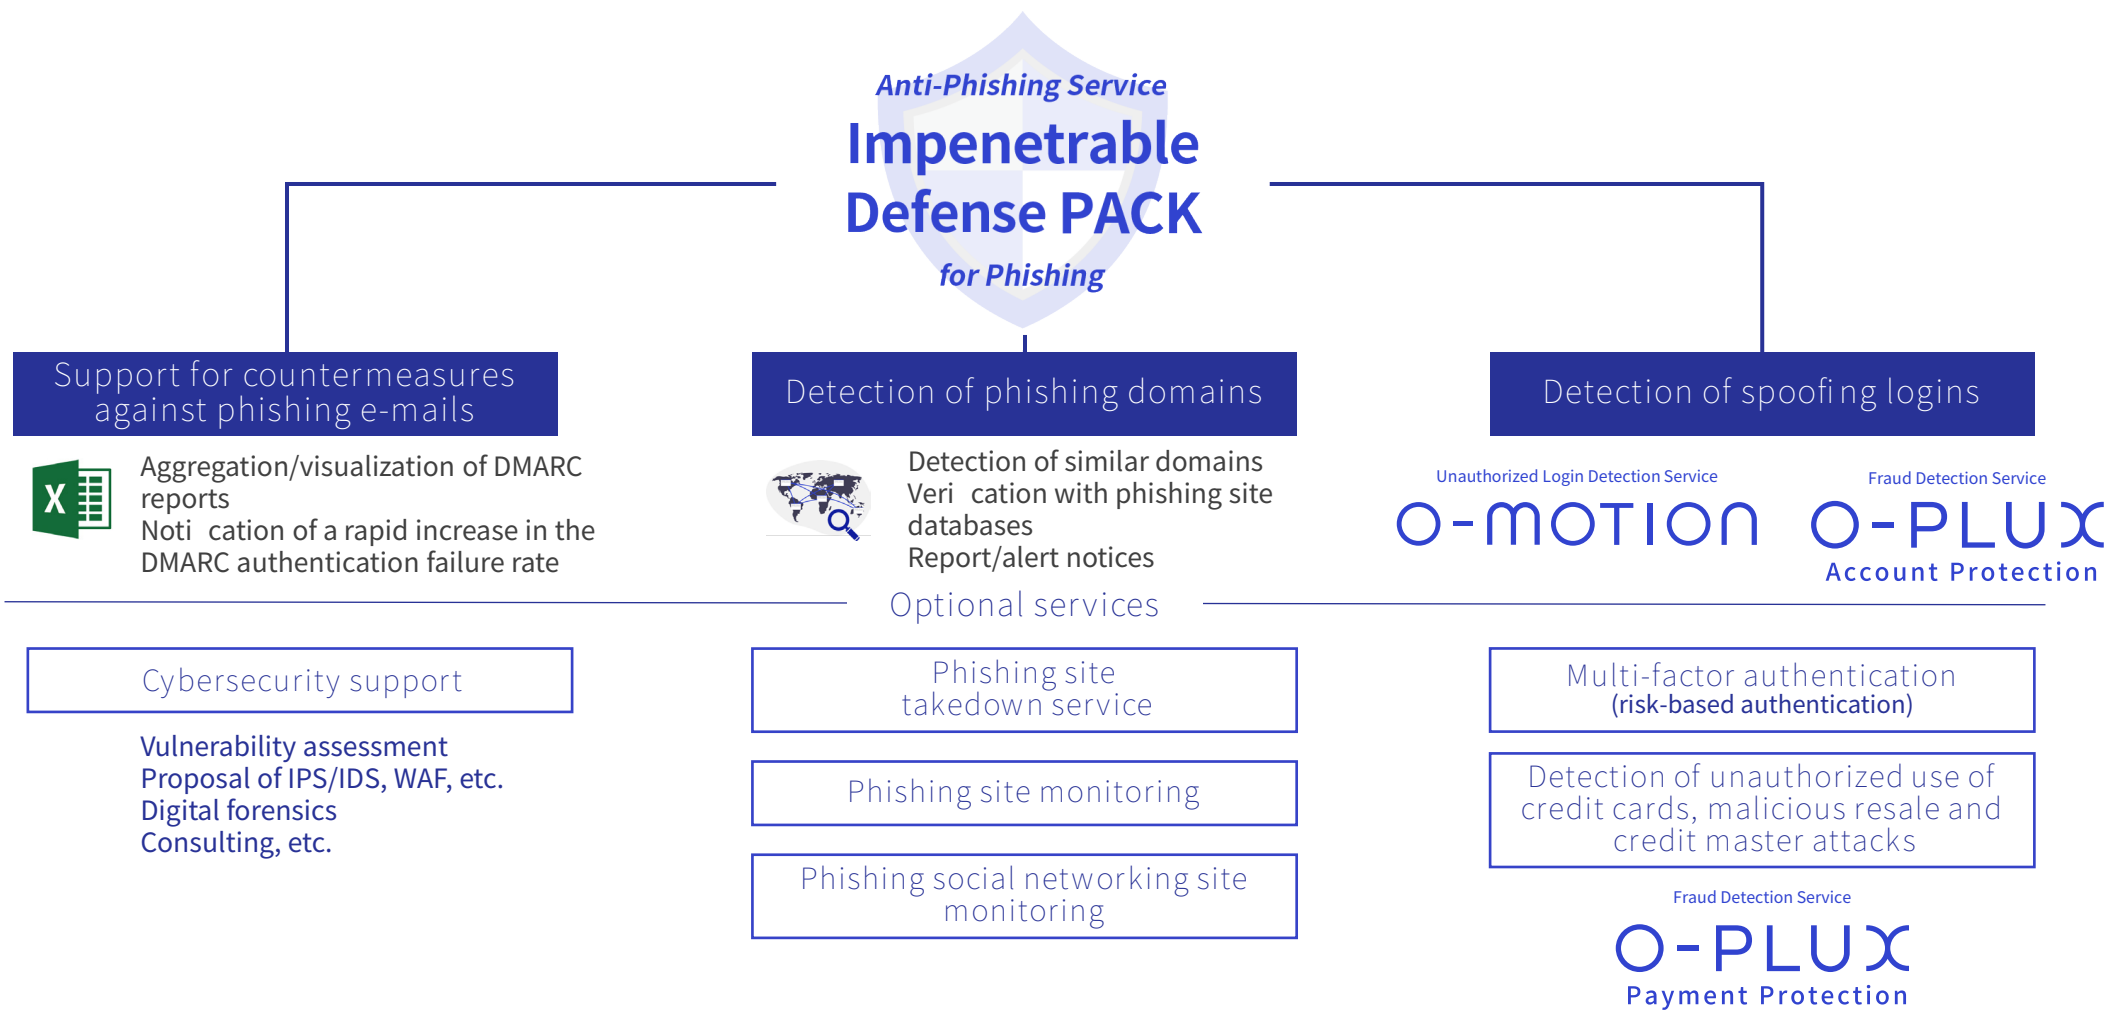 Anti-Phishing Service
Impenetrable
Defense PACK
for Phishing
Support for countermeasures
against phishing e-mails
Aggregation/visualization of DMARC
reports
Noti cation of a rapid increase in the
DMARC authentication failure rate
Detection of phishing domains
Detection of similar domains
Veri cation with phishing site
databases
Report/alert notices
Detection of spoofing logins
Unauthorized Login Detection Service
O-MOTION
Fraud Detection Service
O-PLUX
Account Protection
Optional services
Cybersecurity support
Vulnerability assessment
Proposal of IPS/IDS, WAF, etc.
Digital forensics
Consulting, etc.
Phishing site
takedown service
Phishing site monitoring
Phishing social networking site
monitoring
Multi-factor authentication
(risk-based authentication)
Detection of unauthorized use of
credit cards, malicious resale and
credit master attacks
Fraud Detection Service
O-PLUX
Payment Protection